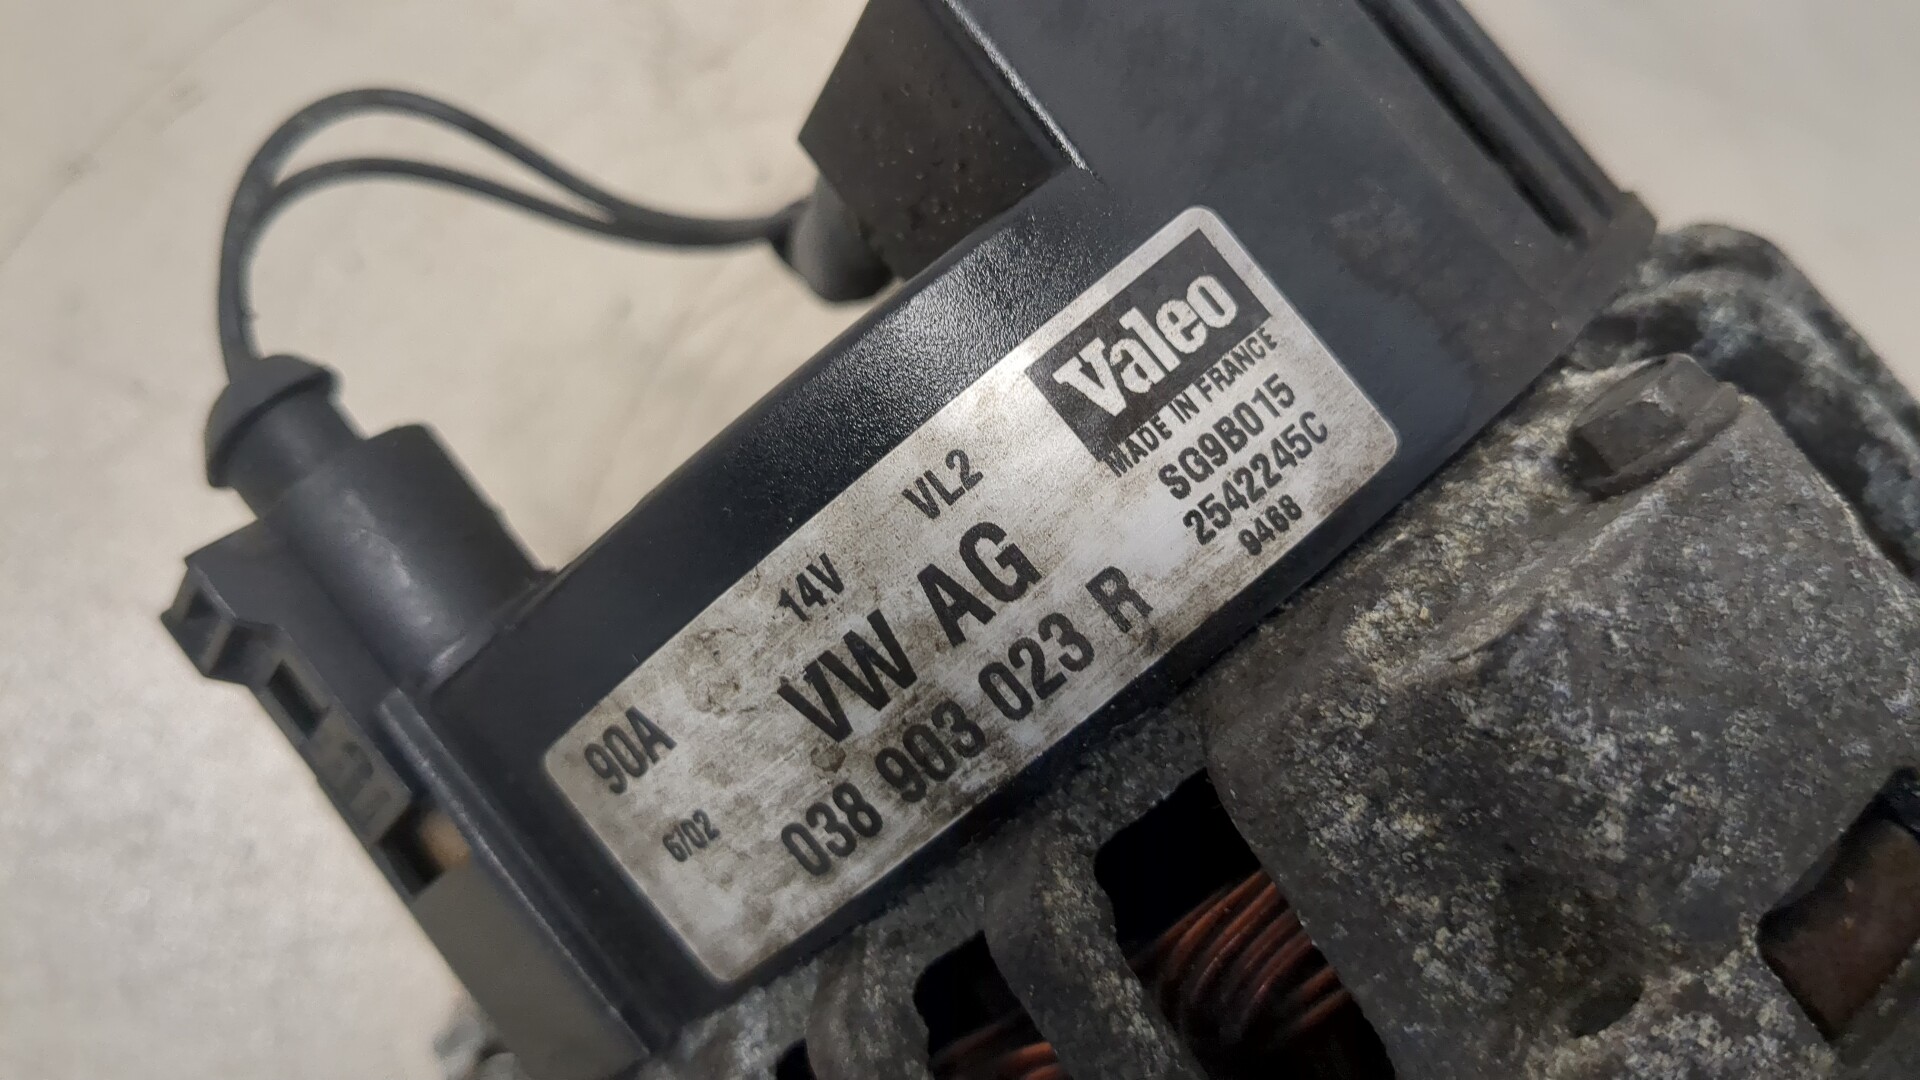 Valeo
MADE IN FRANCE
SG9B015
2542245C
9468
90A 14V VL2
VW AG
6/02 038 903 023 R